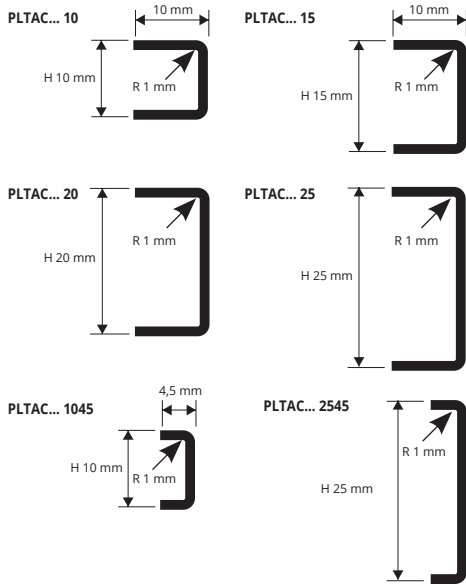 PLTAC... 10
10 mm
H 10 mm
R 1 mm
PLTAC... 15
10 mm
H 15 mm
R 1 mm
PLTAC... 20
H 20 mm
R 1 mm
PLTAC... 25
H 25 mm
R 1 mm
PLTAC... 1045
4,5 mm
H 10 mm
R 1 mm
PLTAC... 2545
H 25 mm
R 1 mm